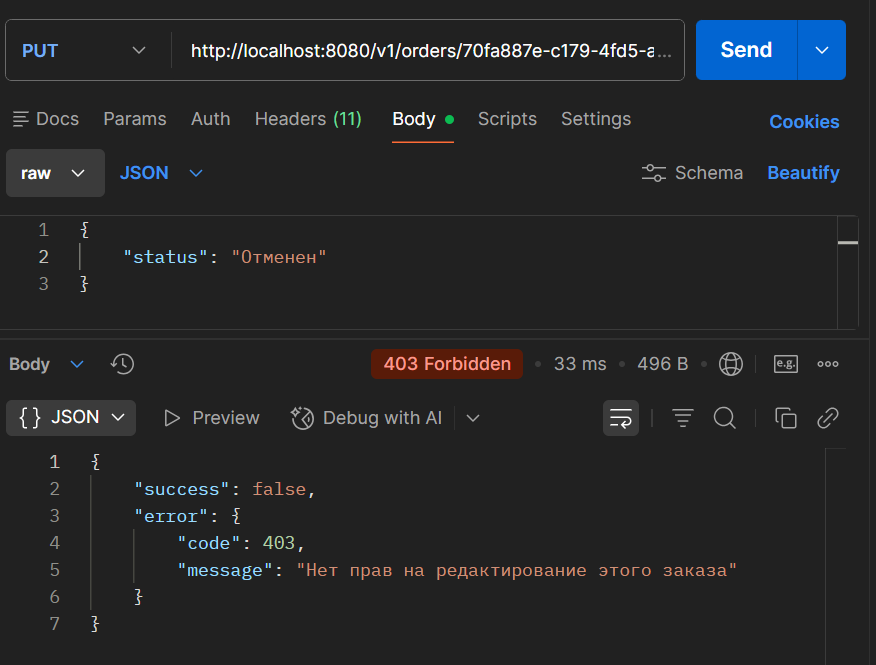 PUT http://localhost:8080/v1/orders/70fa887e-c179-4fd5-a... Send
Docs Params Auth Headers (11) Body Scripts Settings Cookies
raw JSON Schema Beautify
1 {
2 "status": "Отменен"
3 }
Body 403 Forbidden 33 ms 496 B e.g.
{} JSON Preview Debug with AI
1 {
2 "success": false,
3 "error": {
4 "code": 403,
5 "message": "Нет прав на редактирование этого заказа"
6 }
7 }